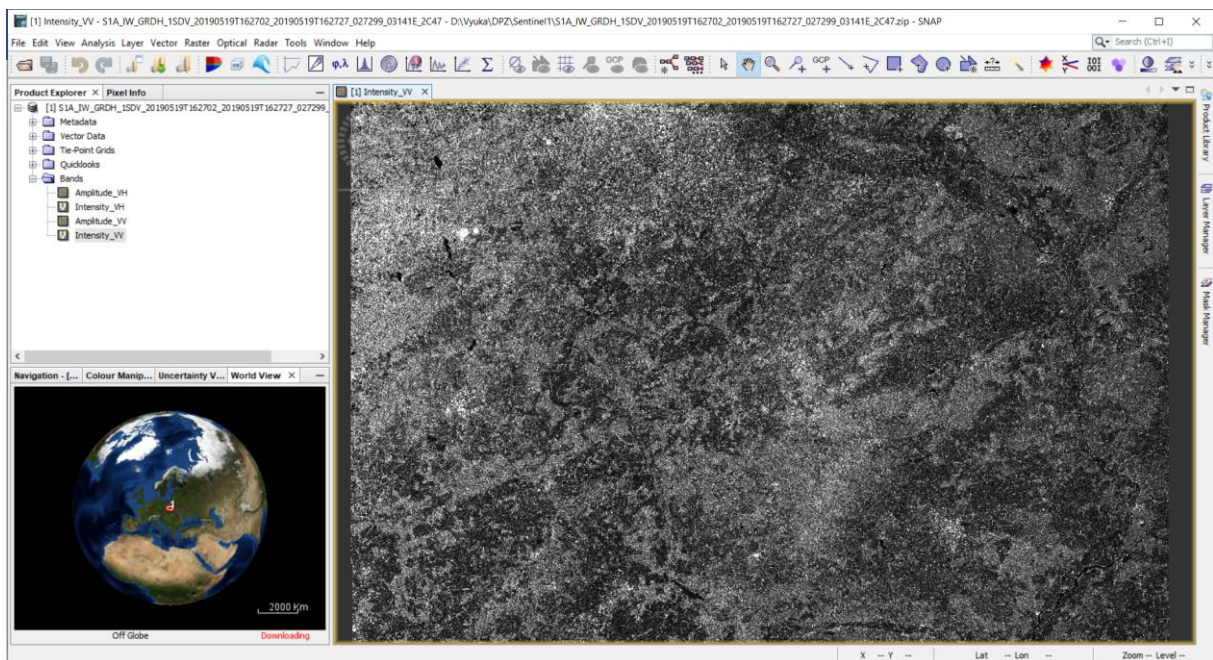 [1] Intensity_VV - S1A_IW_GRDH_1SDV_20190519T162702_20190519T162727_027299_03141E_2C47 - D:\Vyuka\DPZ\Sentinel1\S1A_IW_GRDH_1SDV_20190519T162702_20190519T162727_027299_03141E_2C47.zip - SNAP
File Edit View Analysis Layer Vector Raster Optical Radar Tools Window Help
Search (Ctrl+I)
φ,λ Σ GCP GCP
Product Explorer × Pixel Info
[1] Intensity_VV ×
[1] S1A_IW_GRDH_1SDV_20190519T162702_20190519T162727_027299_
Metadata
Vector Data
Tie-Point Grids
Quicklooks
Bands
Amplitude_VH
Intensity_VH
Amplitude_VV
Intensity_VV
Product Library
Layer Manager
Mask Manager
Navigation - [... Colour Manip... Uncertainty V... World View ×
2000 Km
Off Globe Downloading
X -- Y -- Lat -- Lon -- Zoom -- Level --